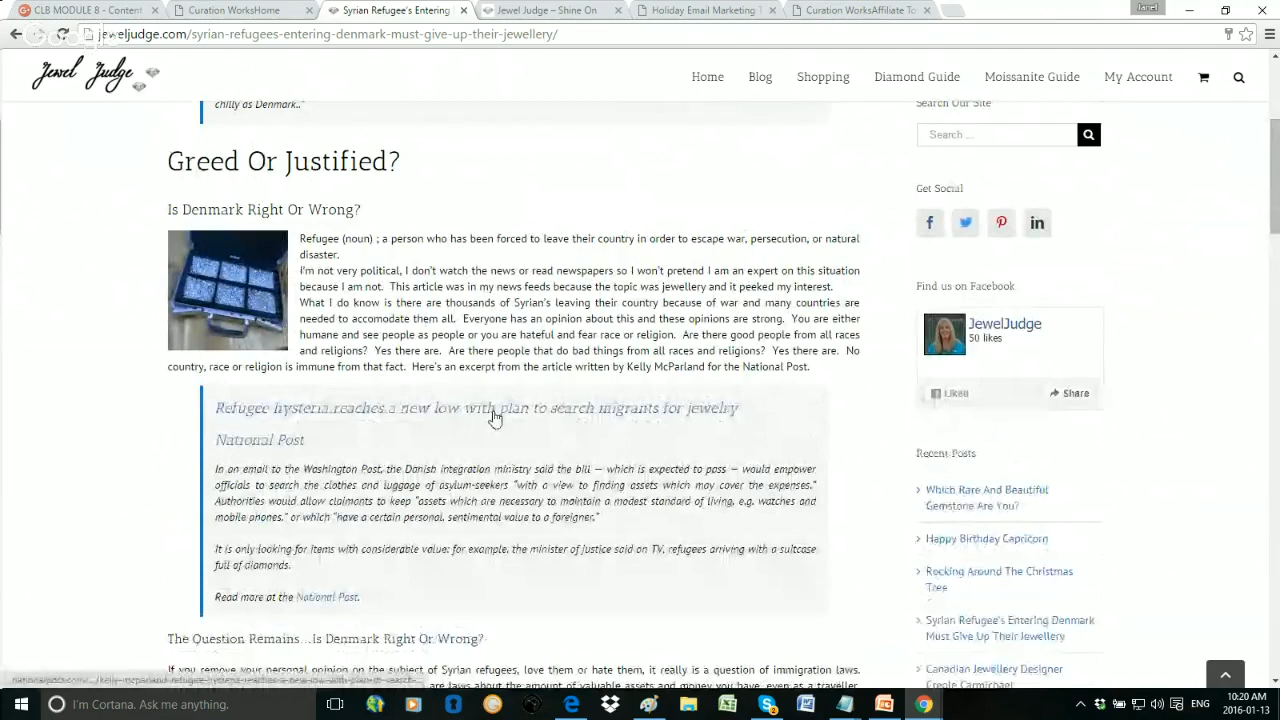 CLB MODULE 8 - Content
Curation WorksHome
Syrian Refugee's Entering
Jewel Judge – Shine On
Holiday Email Marketing T
Curation WorksAffiliate To
Jewel
jeweljudge.com/syrian-refugees-entering-denmark-must-give-up-their-jewellery/
Jewel Judge
Home
Blog
Shopping
Diamond Guide
Moissanite Guide
My Account
chilly as Denmark.."
Greed Or Justified?
Is Denmark Right Or Wrong?
Refugee (noun) ; a person who has been forced to leave their country in order to escape war, persecution, or natural
disaster.
I'm not very political, I don't watch the news or read newspapers so I won't pretend I am an expert on this situation
because I am not. This article was in my news feeds because the topic was jewellery and it peeked my interest.
What I do know is there are thousands of Syrian's leaving their country because of war and many countries are
needed to accomodate them all. Everyone has an opinion about this and these opinions are strong. You are either
humane and see people as people or you are hateful and fear race or religion. Are there good people from all races
and religions? Yes there are. Are there people that do bad things from all races and religions? Yes there are. No
country, race or religion is immune from that fact. Here's an excerpt from the article written by Kelly McParland for the National Post.
Refugee hysteria reaches a new low with plan to search migrants for jewelry
National Post
In an email to the Washington Post, the Danish integration ministry said the bill — which is expected to pass — would empower
officials to search the clothes and luggage of asylum-seekers "with a view to finding assets which may cover the expenses."
Authorities would allow claimants to keep "assets which are necessary to maintain a modest standard of living, e.g. watches and
mobile phones," or which "have a certain personal, sentimental value to a foreigner."
It is only looking for items with considerable value: for example, the minister of justice said on TV, refugees arriving with a suitcase
full of diamonds.
Read more at the National Post.
The Question Remains...Is Denmark Right Or Wrong?
If you remove your personal opinion on the subject of Syrian refugees, love them or hate them, it really is a question of immigration laws.
are laws about the amount of valuable assets and money you have even as a traveller.
Search Our Site
Search ...
Get Social
Find us on Facebook
JewelJudge
50 likes
Liked
Share
Recent Posts
Which Rare And Beautiful
Gemstone Are You?
Happy Birthday Capricorn
Rocking Around The Christmas
Tree
Syrian Refugee's Entering Denmark
Must Give Up Their Jewellery
Canadian Jewellery Designer
Creole Carmichael
I'm Cortana. Ask me anything.
ENG
10:20 AM
2016-01-13